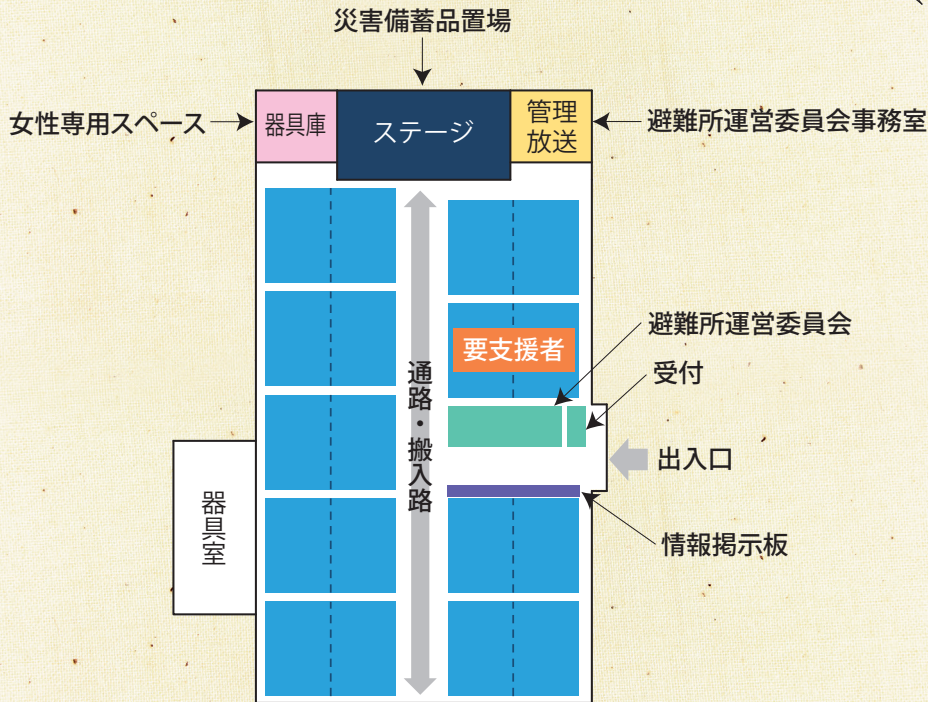 災害備蓄品置場
女性専用スペース
器具庫
ステージ
管理
放送
避難所運営委員会事務室
要支援者
避難所運営委員会
受付
通路・搬入路
出入口
器具室
情報掲示板